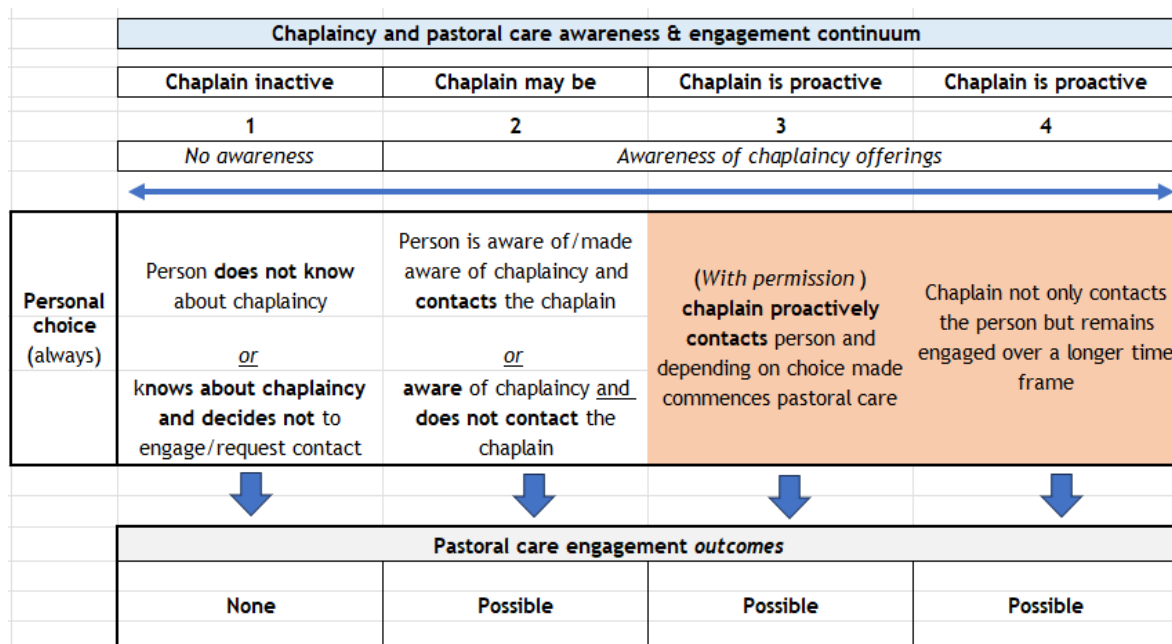 Chaplaincy and pastoral care awareness & engagement continuum
Chaplain inactive
Chaplain may be
Chaplain is proactive
Chaplain is proactive
1
2
3
4
No awareness
Awareness of chaplaincy offerings
Personal
choice
(always)
Person does not know
about chaplaincy
or
knows about chaplaincy
and decides not to
engage/request contact
Person is aware of/made
aware of chaplaincy and
contacts the chaplain
or
aware of chaplaincy and
does not contact the
chaplain
(With permission)
chaplain proactively
contacts person and
depending on choice made
commences pastoral care
Chaplain not only contacts
the person but remains
engaged over a longer time
frame
Pastoral care engagement outcomes
None
Possible
Possible
Possible